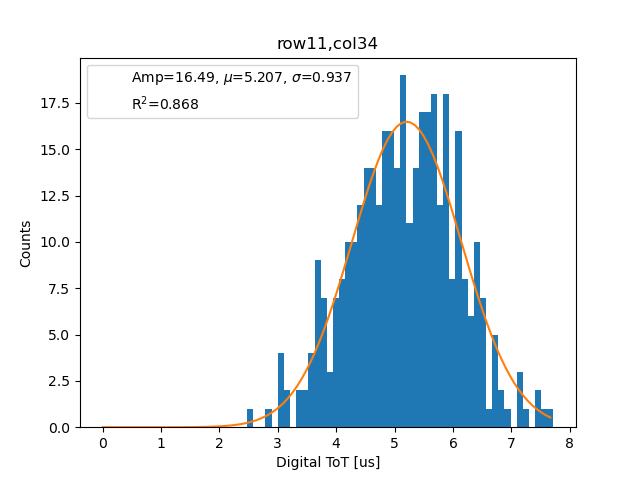 row11,col34
Amp=16.49, μ=5.207, σ=0.937
R²=0.868
17.5
15.0
12.5
10.0
7.5
5.0
2.5
0.0
Counts
0 1 2 3 4 5 6 7 8
Digital ToT [us]